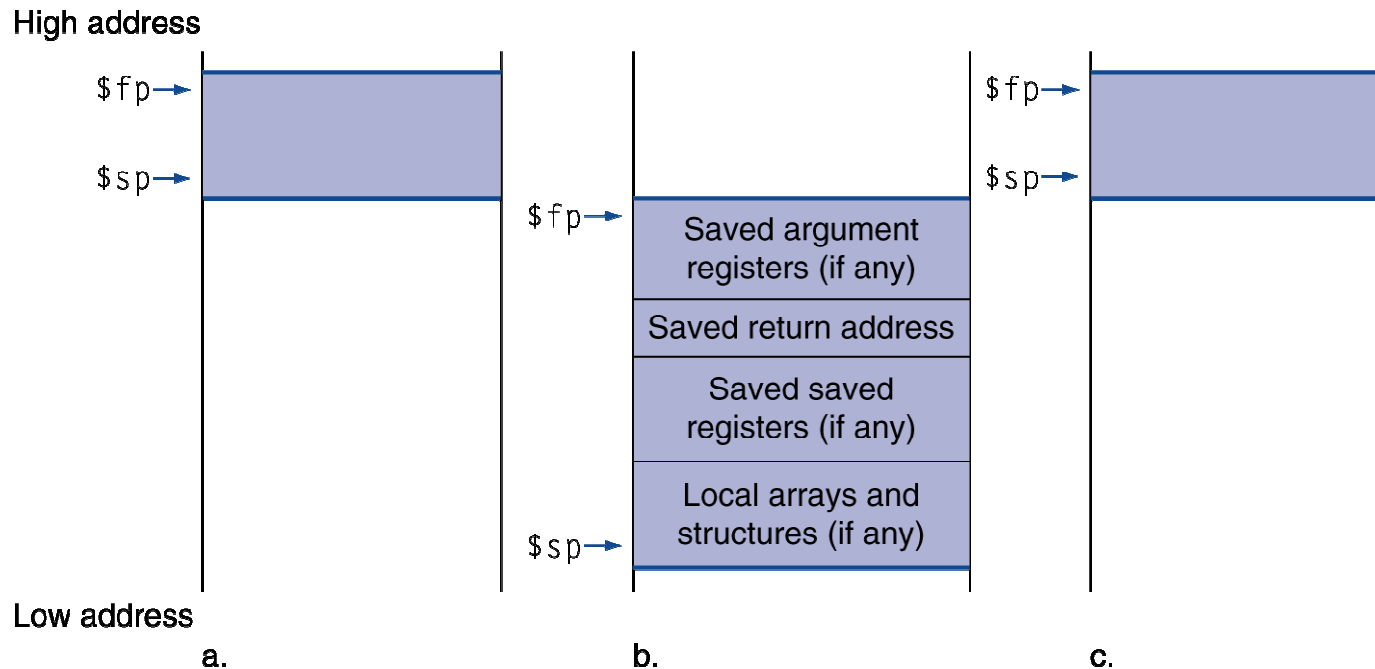 High address
$fp
$sp
$fp
Saved argument
registers (if any)
Saved return address
Saved saved
registers (if any)
Local arrays and
structures (if any)
$sp
$fp
$sp
Low address
a.
b.
c.